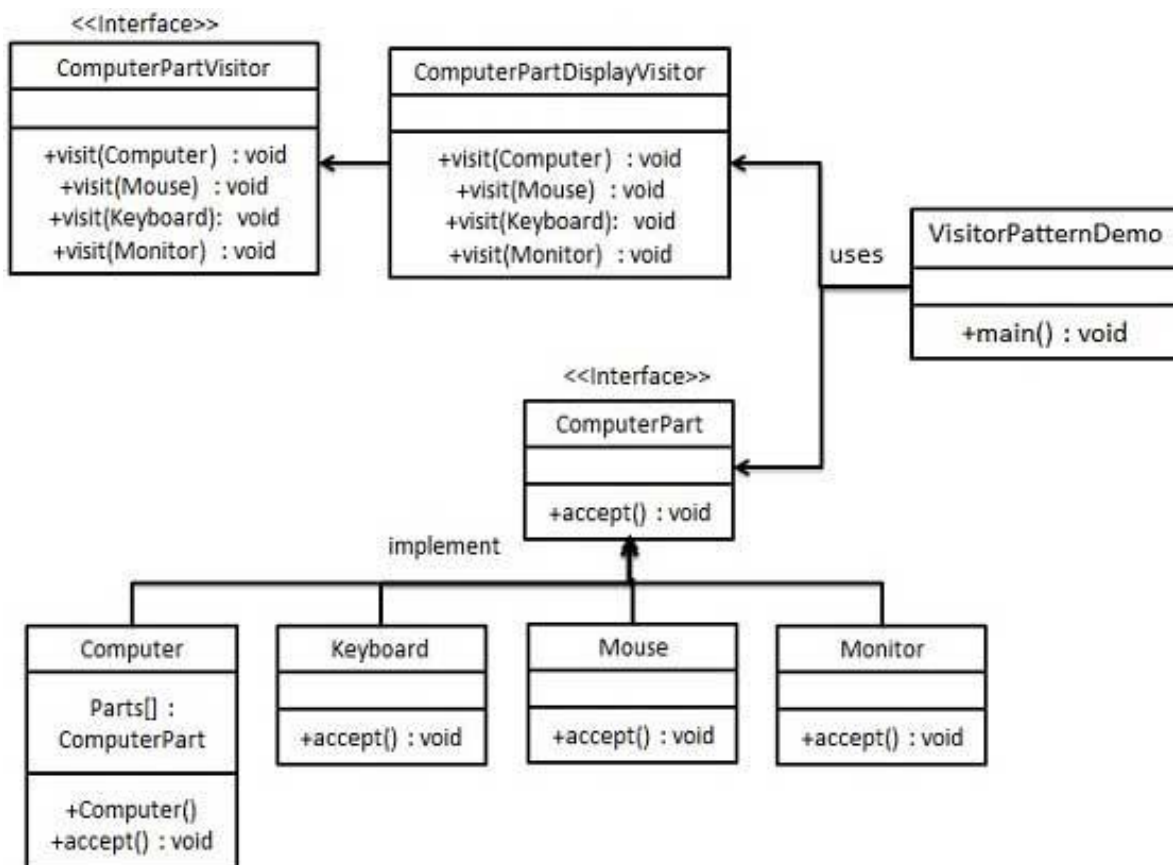 <<Interface>>
ComputerPartVisitor
+visit(Computer) : void
+visit(Mouse) : void
+visit(Keyboard): void
+visit(Monitor) : void
ComputerPartDisplayVisitor
+visit(Computer) : void
+visit(Mouse) : void
+visit(Keyboard): void
+visit(Monitor) : void
uses
VisitorPatternDemo
+main() : void
<<Interface>>
ComputerPart
+accept() : void
implement
Computer
Parts[] :
ComputerPart
+Computer()
+accept() : void
Keyboard
+accept() : void
Mouse
+accept() : void
Monitor
+accept() : void